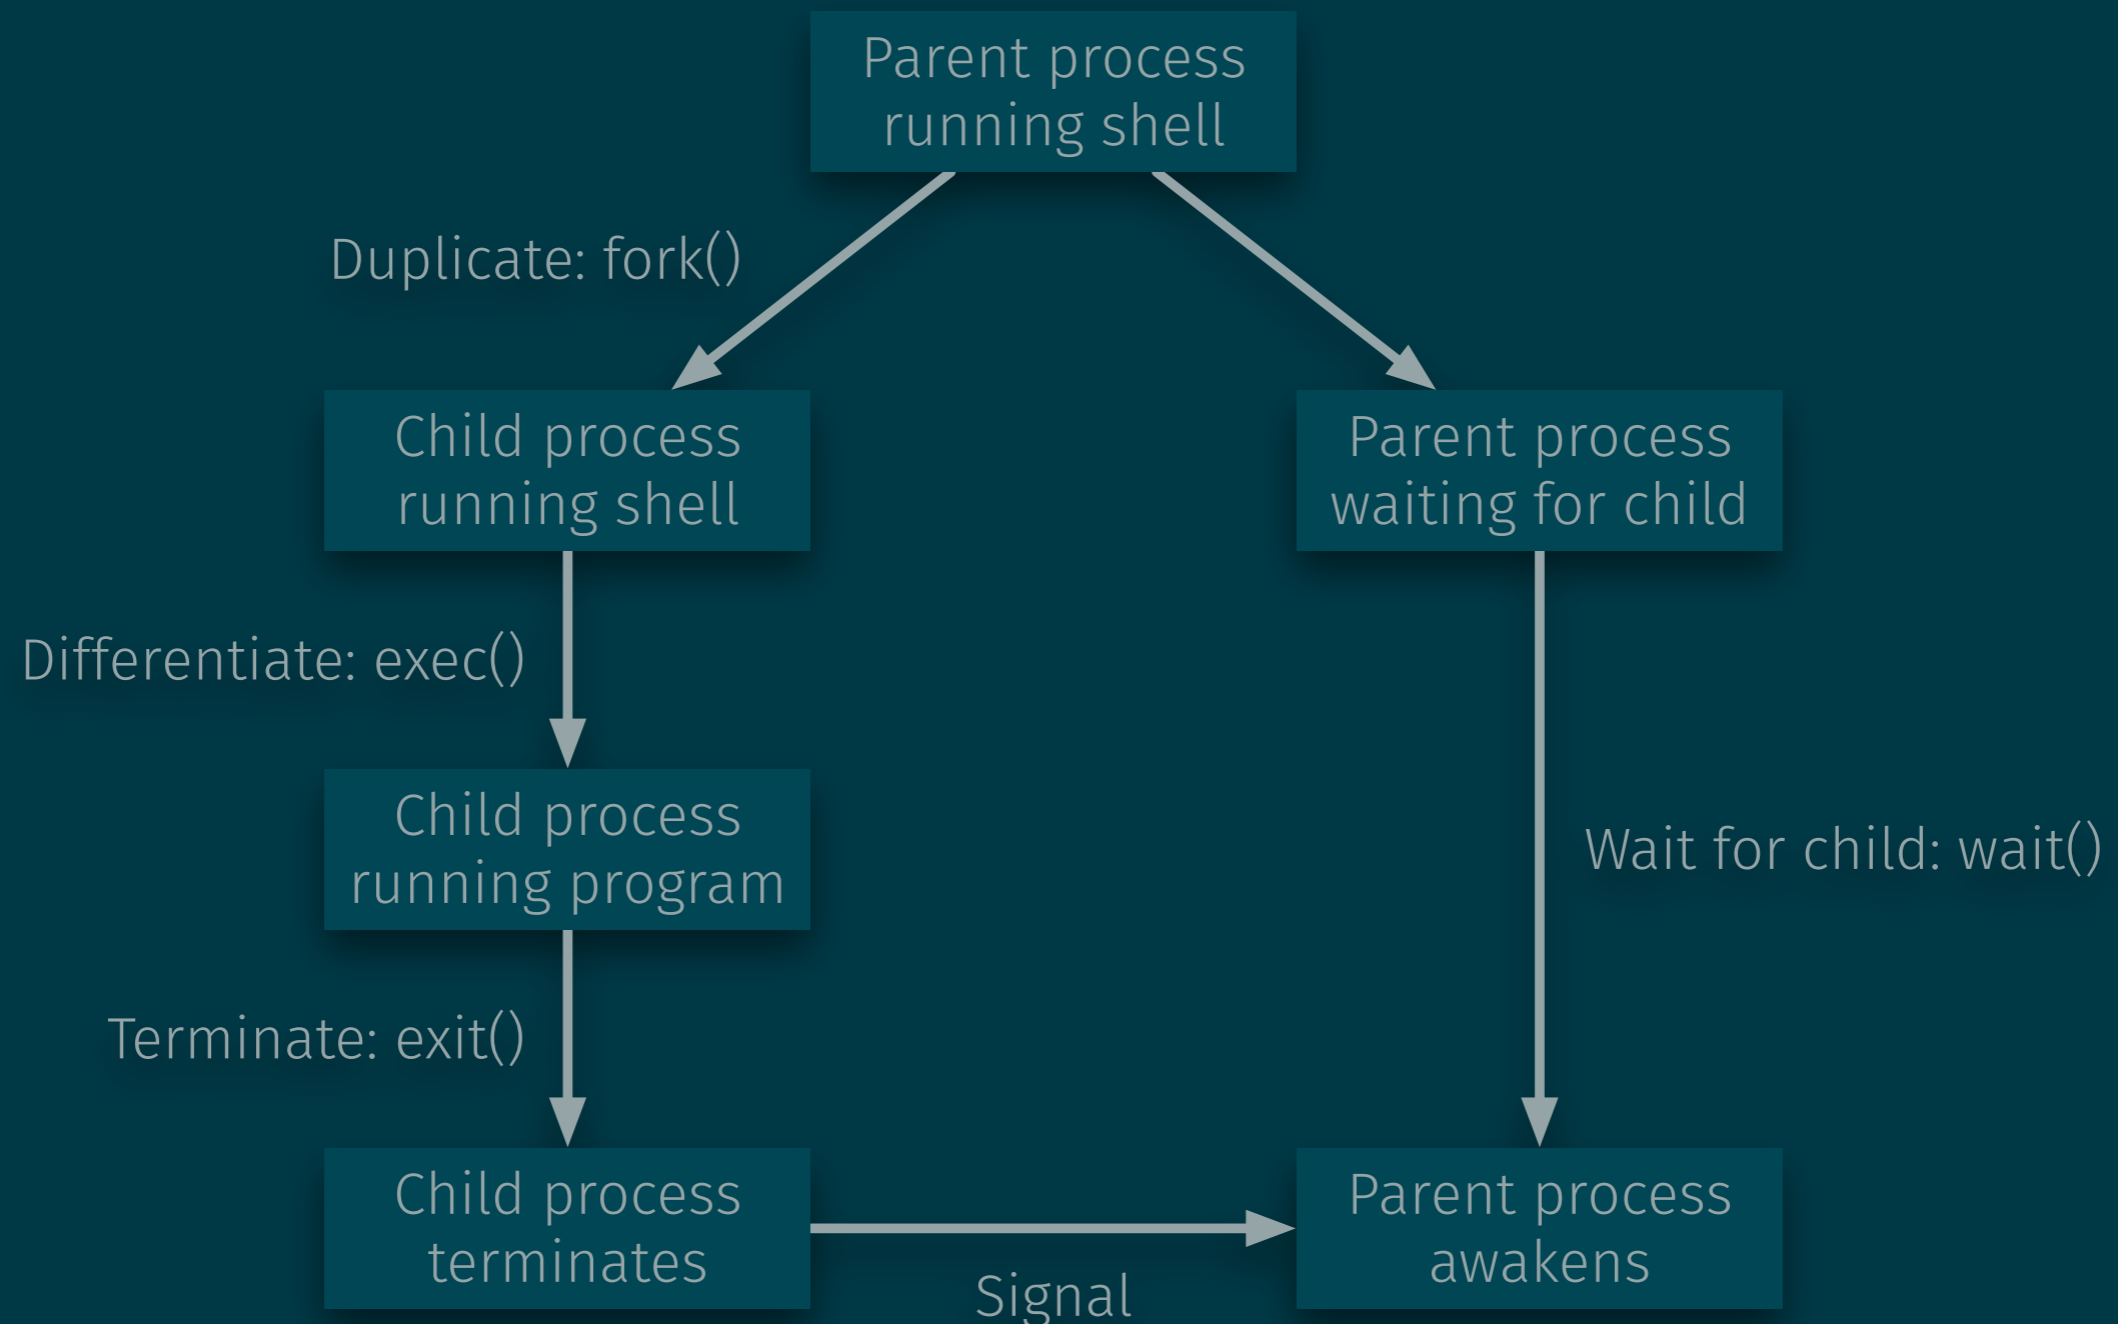 Parent process
running shell
Duplicate: fork()
Child process
running shell
Parent process
waiting for child
Differentiate: exec()
Child process
running program
Wait for child: wait()
Terminate: exit()
Child process
terminates
Parent process
awakens
Signal